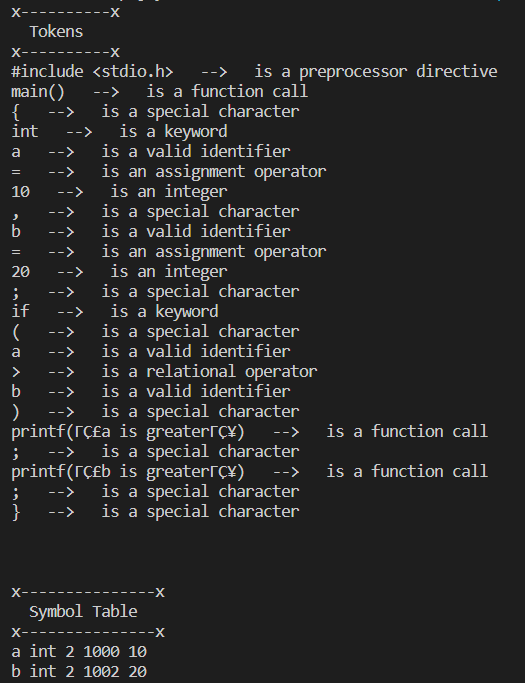 x----------x
Tokens
x----------x
#include <stdio.h>   -->   is a preprocessor directive
main()   -->   is a function call
{   -->   is a special character
int   -->   is a keyword
a   -->   is a valid identifier
=   -->   is an assignment operator
10   -->   is an integer
,   -->   is a special character
b   -->   is a valid identifier
=   -->   is an assignment operator
20   -->   is an integer
;   -->   is a special character
if   -->   is a keyword
(   -->   is a special character
a   -->   is a valid identifier
>   -->   is a relational operator
b   -->   is a valid identifier
)   -->   is a special character
printf(ΓÇ£a is greaterΓÇ¥)   -->   is a function call
;   -->   is a special character
printf(ΓÇ£b is greaterΓÇ¥)   -->   is a function call
;   -->   is a special character
}   -->   is a special character
x---------------x
Symbol Table
x---------------x
a int 2 1000 10
b int 2 1002 20